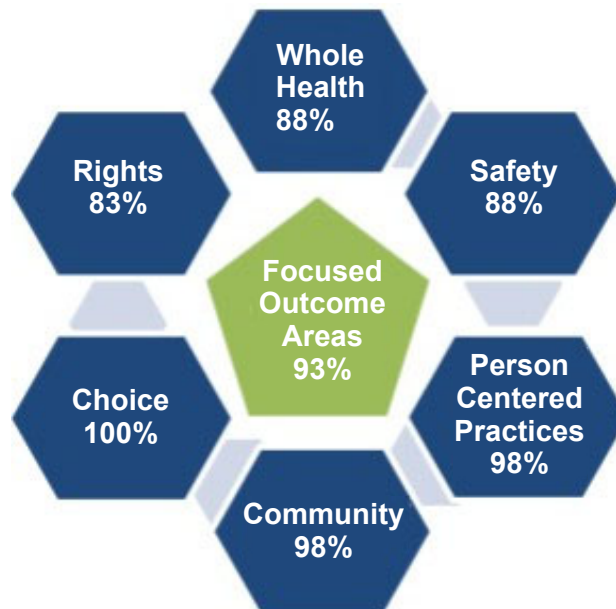 Whole
Health
88%
Safety
88%
Person
Centered
Practices
98%
Community
98%
Choice
100%
Rights
83%
Focused
Outcome
Areas
93%